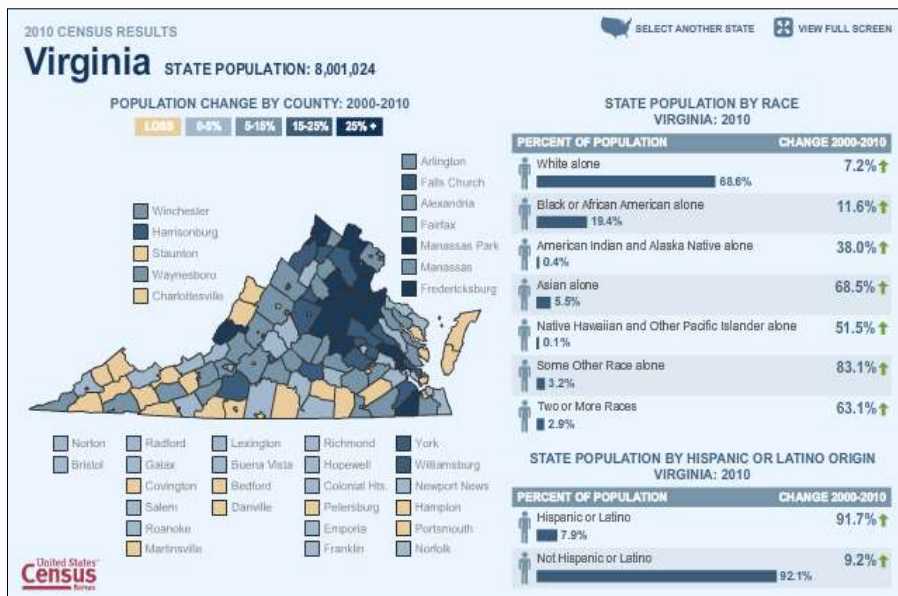 2010 CENSUS RESULTS
SELECT ANOTHER STATE
VIEW FULL SCREEN
Virginia STATE POPULATION: 8,001,024
POPULATION CHANGE BY COUNTY: 2000-2010
LOSS 0-5% 5-15% 15-25% 25% +
Arlington
Falls Church
Alexandria
Fairfax
Manassas Park
Manassas
Fredericksburg
Winchester
Harrisonburg
Staunton
Waynesboro
Charlottesville
Norton
Bristol
Radford
Galax
Covington
Salem
Roanoke
Martinsville
Lexington
Buena Vista
Bedford
Danville
Richmond
Hopewell
Colonial Hts.
Petersburg
Emporia
Franklin
York
Williamsburg
Newport News
Hampton
Portsmouth
Norfolk
United States™
Census
Bureau
STATE POPULATION BY RACE
VIRGINIA: 2010
PERCENT OF POPULATION CHANGE 2000-2010
White alone 7.2%
68.6%
Black or African American alone 11.6%
19.4%
American Indian and Alaska Native alone 38.0%
0.4%
Asian alone 68.5%
5.5%
Native Hawaiian and Other Pacific Islander alone 51.5%
0.1%
Some Other Race alone 83.1%
3.2%
Two or More Races 63.1%
2.9%
STATE POPULATION BY HISPANIC OR LATINO ORIGIN
VIRGINIA: 2010
PERCENT OF POPULATION CHANGE 2000-2010
Hispanic or Latino 91.7%
7.9%
Not Hispanic or Latino 9.2%
92.1%